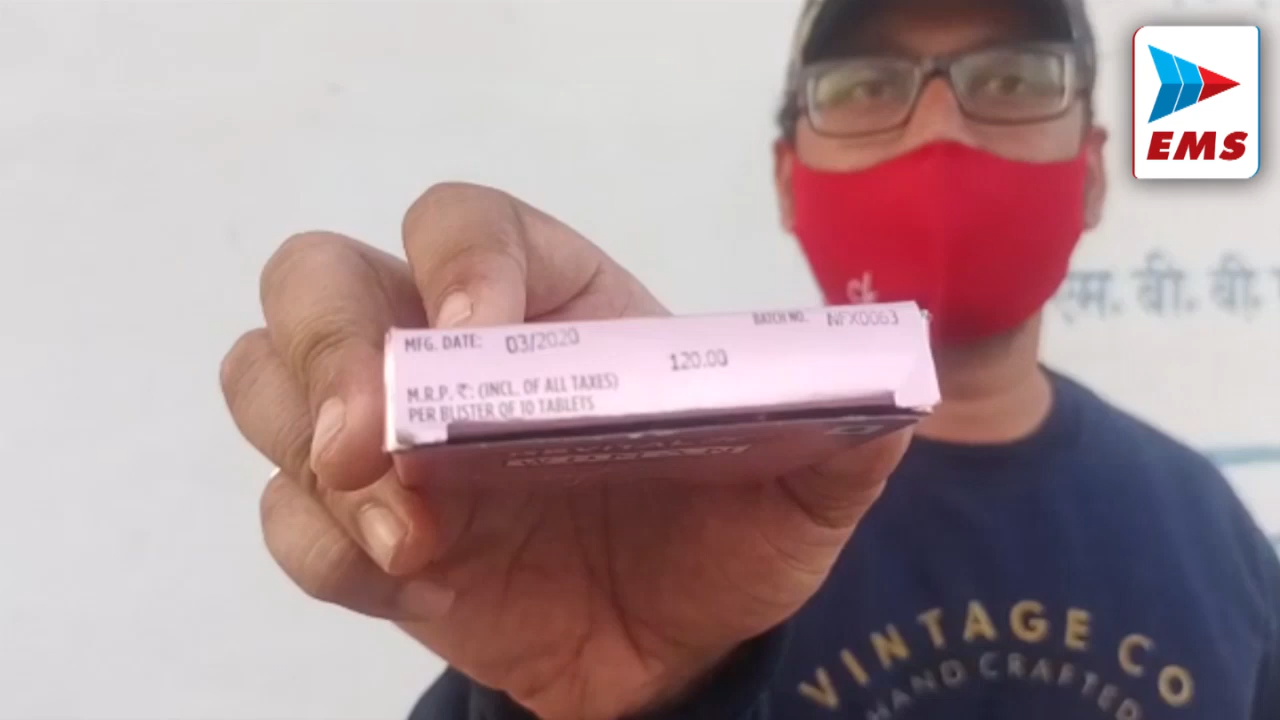 EMS
एम. बी. बी.
MFG. DATE: 03/2020
BATCH NO. NFX0063
120.00
M.R.P. ₹: (INCL. OF ALL TAXES)
PER BLISTER OF 10 TABLETS
VINTAGE CO
HAND CRAFTED